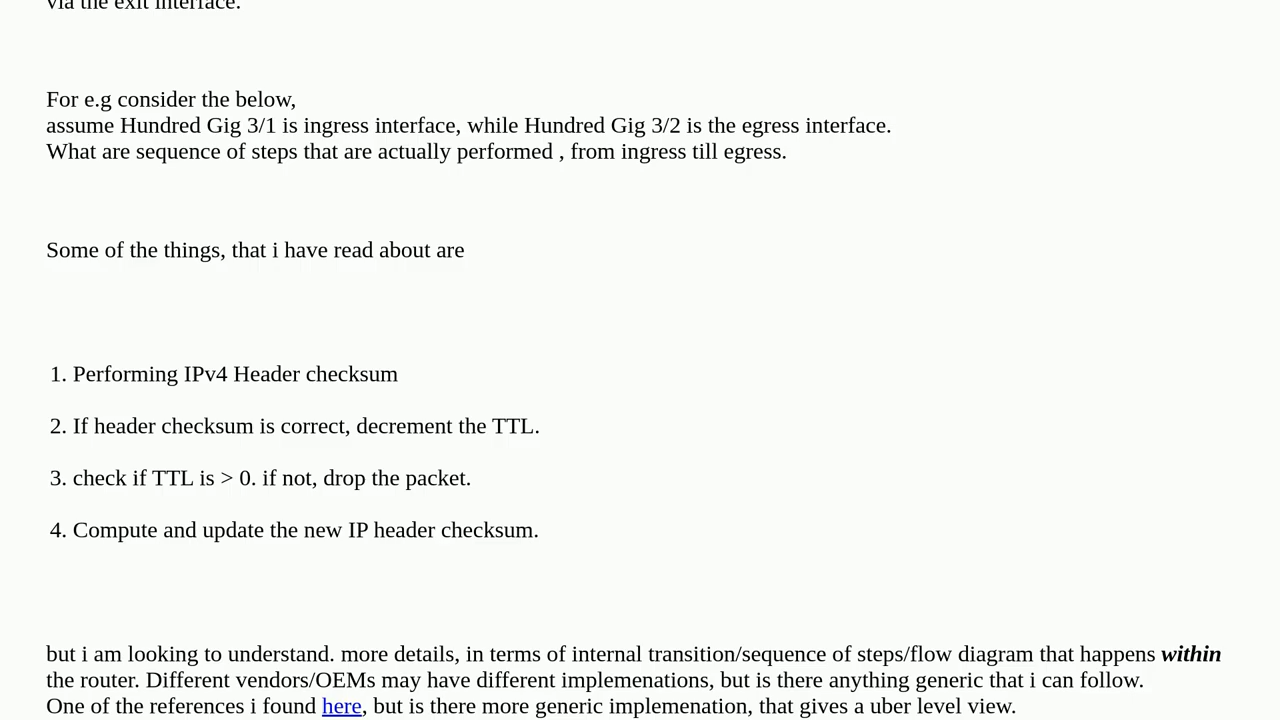 via the exit interface.
For e.g consider the below,
assume Hundred Gig 3/1 is ingress interface, while Hundred Gig 3/2 is the egress interface.
What are sequence of steps that are actually performed , from ingress till egress.
Some of the things, that i have read about are
1. Performing IPv4 Header checksum
2. If header checksum is correct, decrement the TTL.
3. check if TTL is > 0. if not, drop the packet.
4. Compute and update the new IP header checksum.
but i am looking to understand. more details, in terms of internal transition/sequence of steps/flow diagram that happens within
the router. Different vendors/OEMs may have different implemenations, but is there anything generic that i can follow.
One of the references i found here, but is there more generic implemenation, that gives a uber level view.